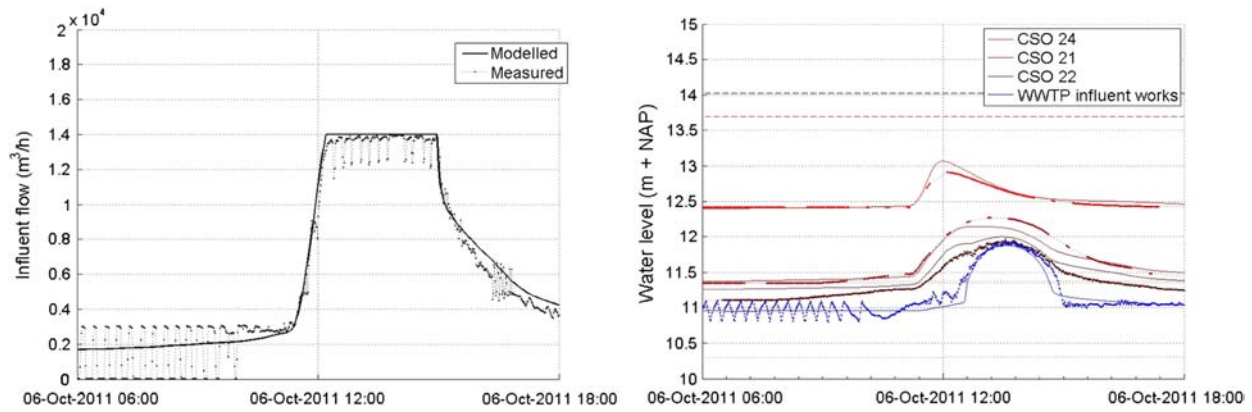 x 10⁴
2
1.8
1.6
1.4
1.2
1
0.8
0.6
0.4
0.2
0
Influent flow (m³/h)
06-Oct-2011 06:00
06-Oct-2011 12:00
06-Oct-2011 18:00
Modelled
Measured
15
14.5
14
13.5
13
12.5
12
11.5
11
10.5
10
Water level (m + NAP)
06-Oct-2011 06:00
06-Oct-2011 12:00
06-Oct-2011 18:00
CSO 24
CSO 21
CSO 22
WWTP influent works